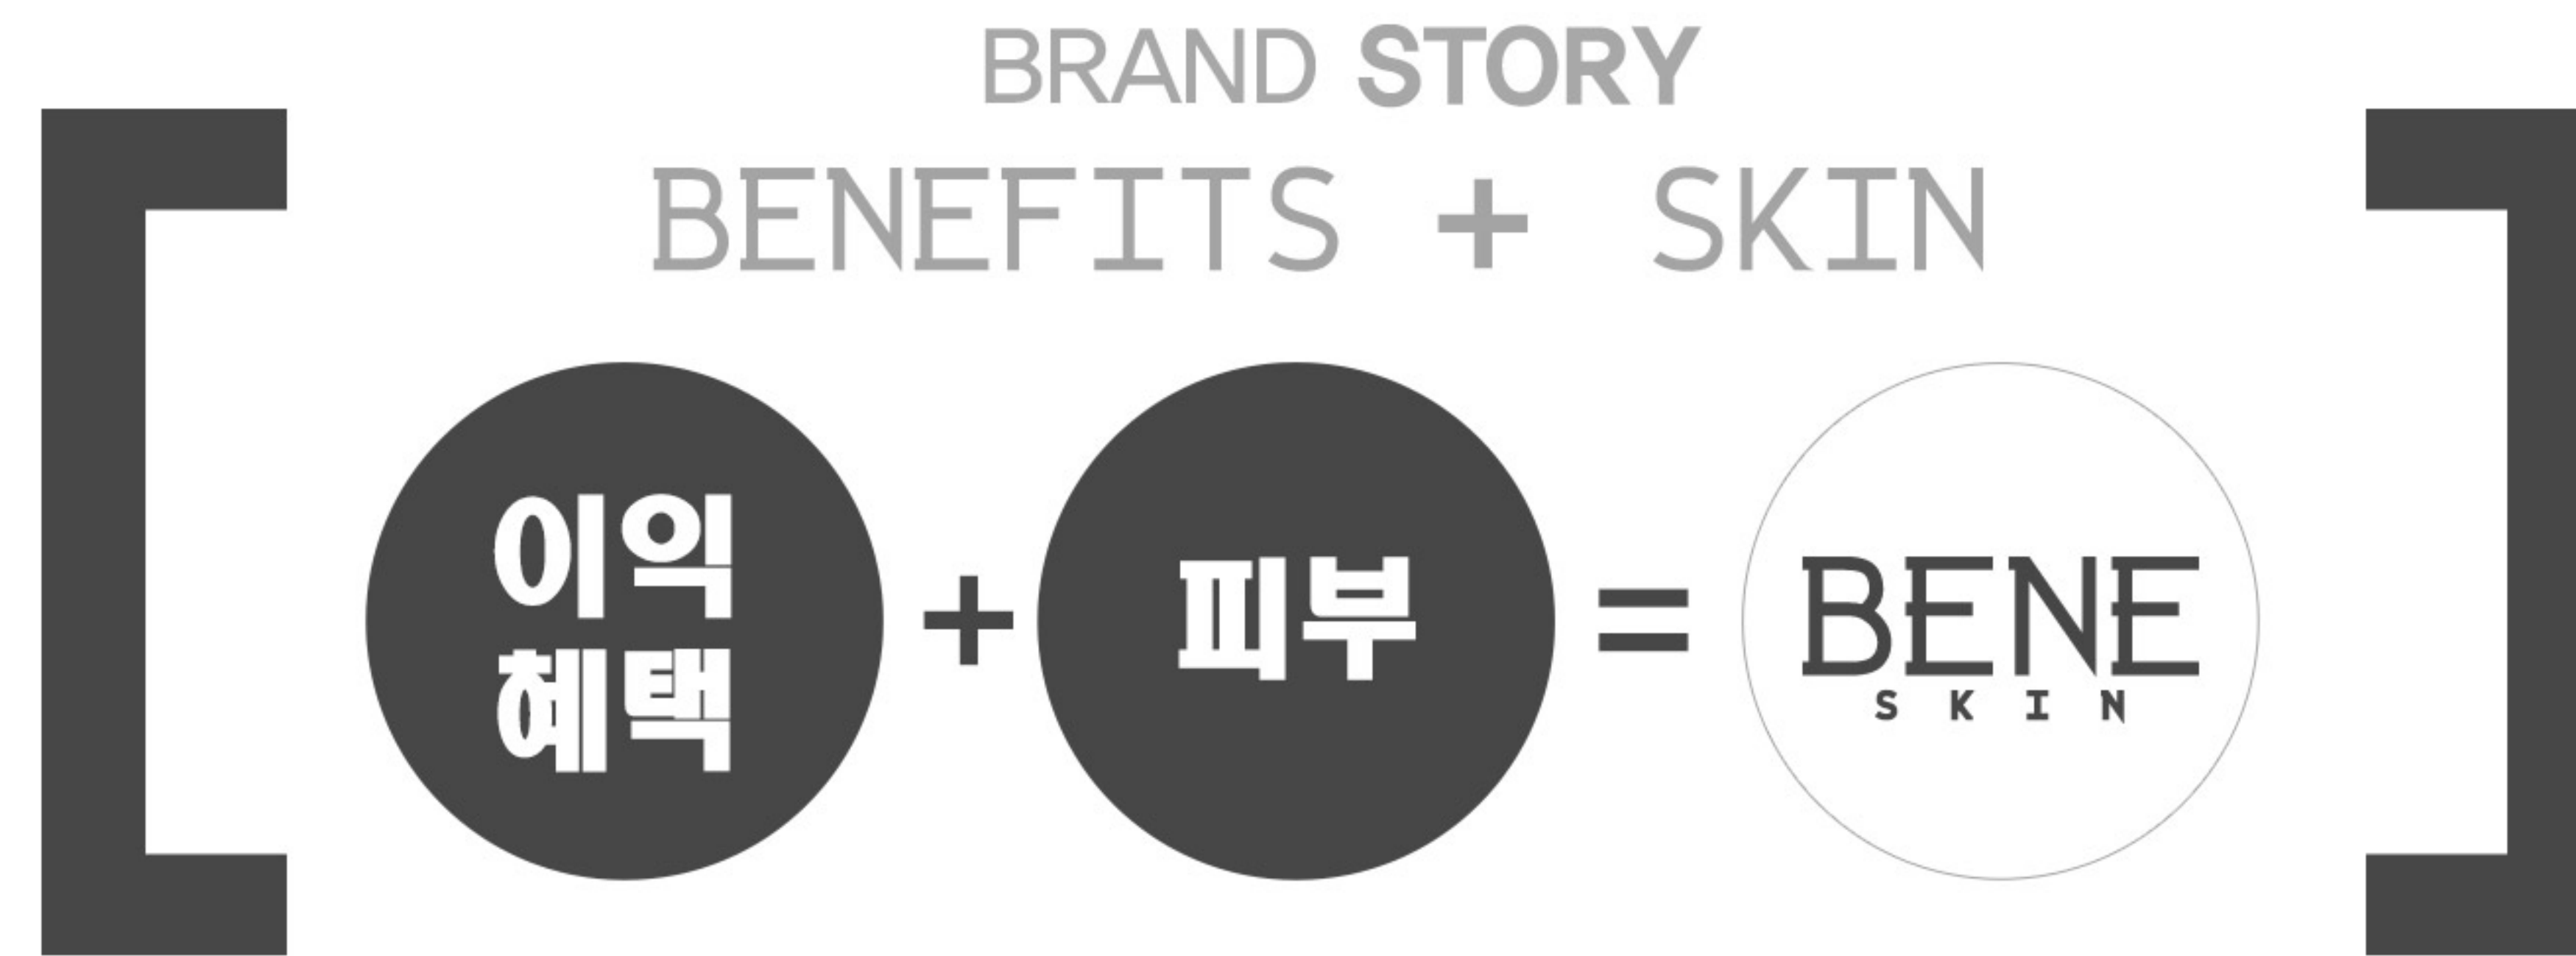 BRAND STORY
BENEFITS + SKIN
이익
혜택
+
피부
=
BENE
SKIN